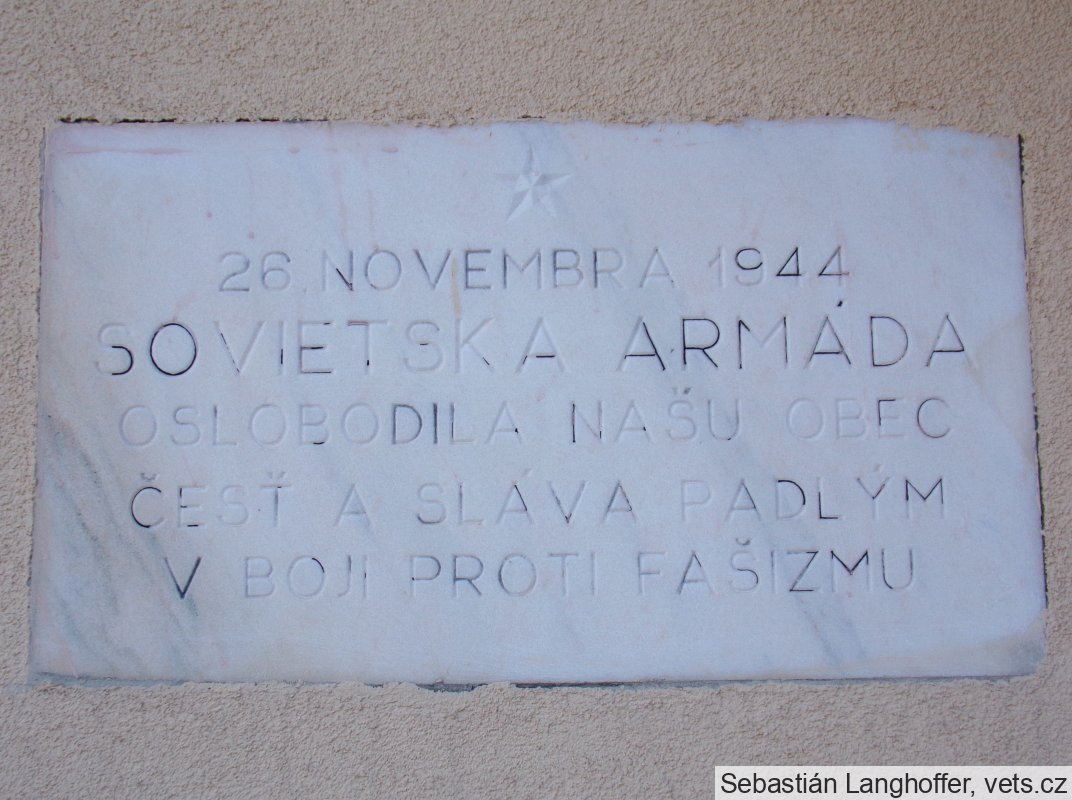 26. NOVEMBRA 1944
SOVIETSKA ARMÁDA
OSLOBODILA NAŠU OBEC
ČESŤ A SLÁVA PADLÝM
V BOJI PROTI FAŠIZMU
Sebastián Langhoffer, vets.cz